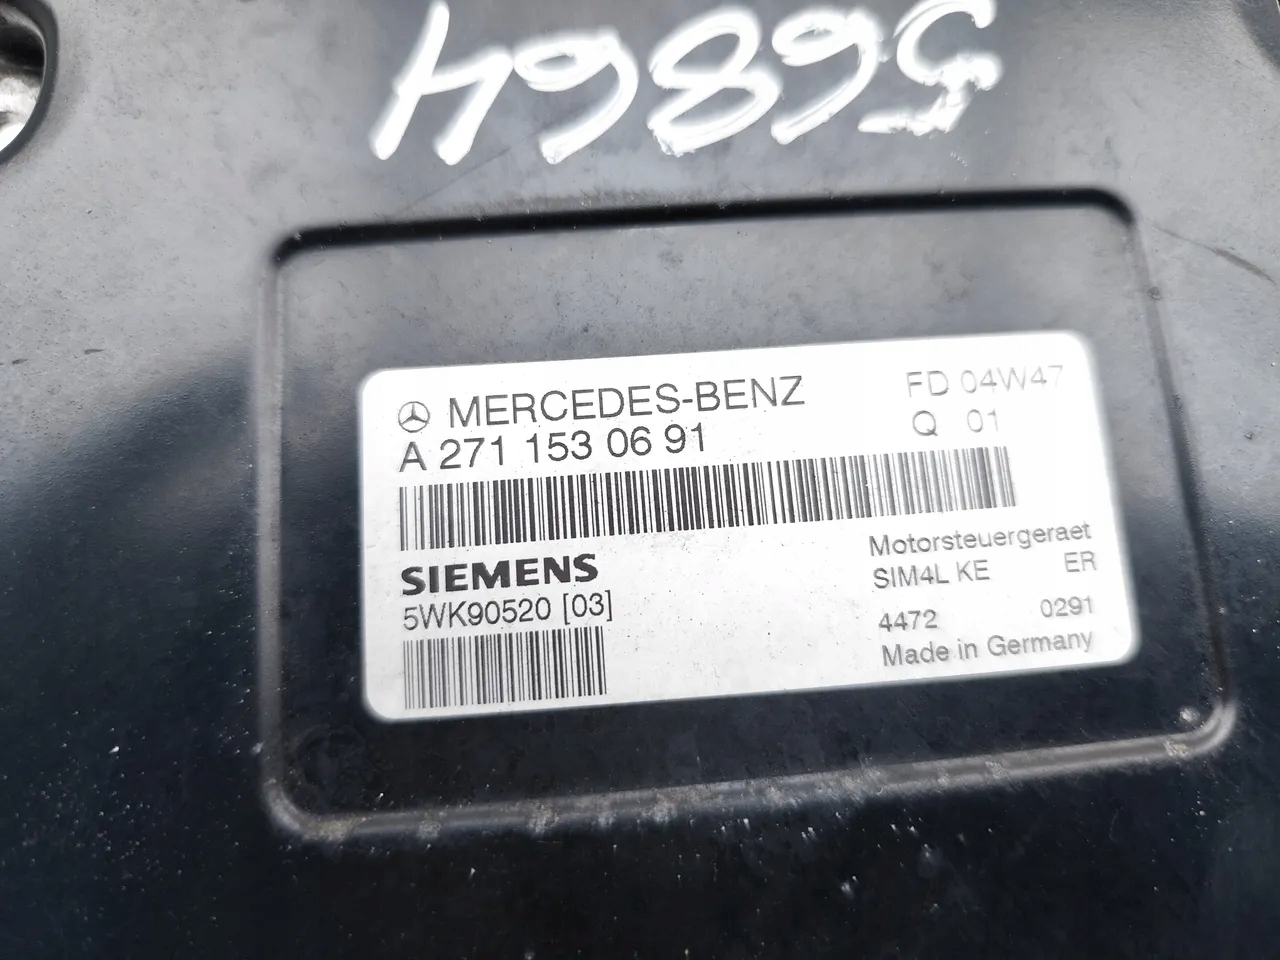 56864
MERCEDES-BENZ
A 271 153 06 91
FD 04W47
Q 01
SIEMENS
5WK90520 [03]
Motorsteuergeraet
SIM4L KE ER
4472 0291
Made in Germany